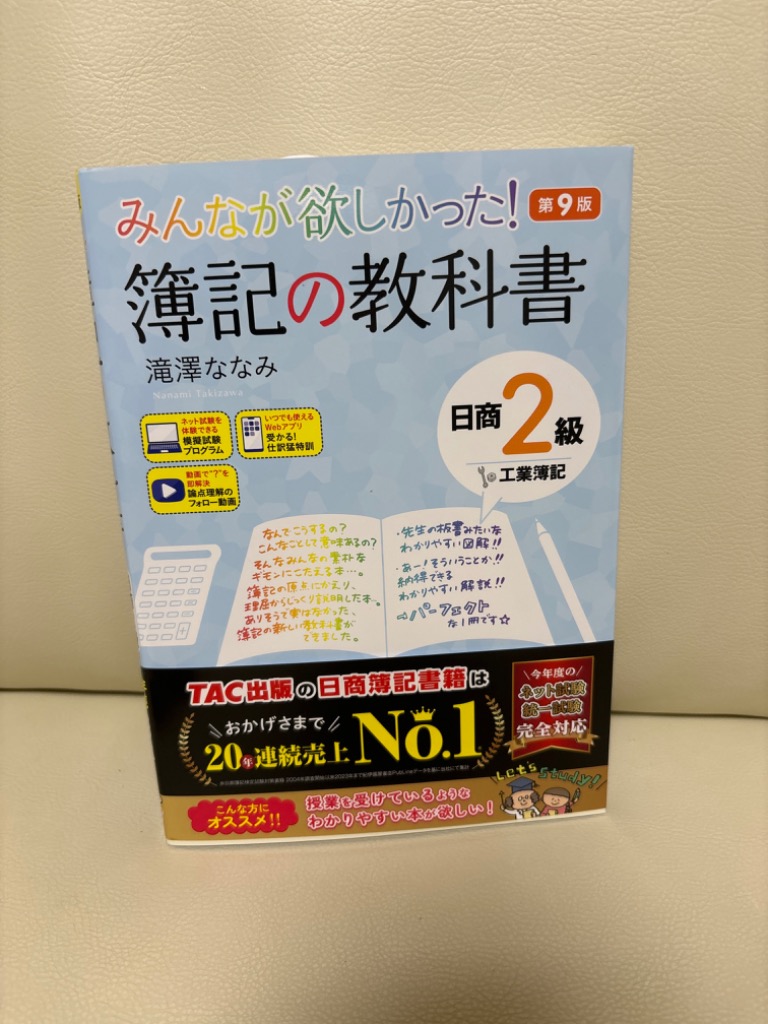 みんなが欲しかった!
第9版
簿記の教科書
滝澤ななみ
Nanami Takizawa
日商2級
工業簿記
ネット試験を
体験できる
模擬試験
プログラム
いつでも使える
Webアプリ
受かる!
仕訳猛特訓
動画で“?”を
即解決
論点理解の
フォロー動画
なんでこうするの?
こんなことして意味あるの?
そんなみんなの素朴な
ギモンにこたえる本…。
簿記の原点にかえり、
理屈からじっくり説明した本…。
ありそうで実はなかった、
簿記の新しい教科書が
できました。
・先生の板書みたいな
わかりやすい図解!!
・あー!そういうことか!!
納得できる
わかりやすい解説!!
パーフェクト
な1冊です☆
TAC出版の日商簿記書籍は
おかげさまで
20年連続売上No.1
今年度の
ネット試験
統一試験
完全対応
Let's study!
こんな方に
オススメ!!
授業を受けているような
わかりやすい本が欲しい!